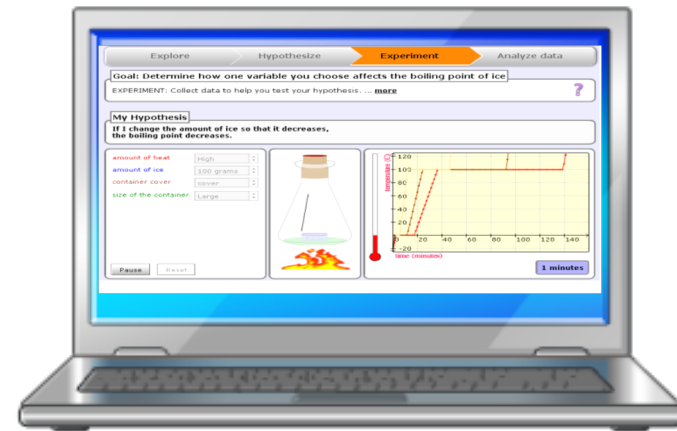 Explore
Hypothesize
Experiment
Analyze data
Goal: Determine how one variable you choose affects the boiling point of ice
EXPERIMENT: Collect data to help you test your hypothesis. ... more
?
My Hypothesis
If I change the amount of ice so that it decreases,
the boiling point decreases.
amount of heat High
amount of ice 100 grams
container cover cover
size of the container Large
Pause Reset
temperature (C)
120
100
80
60
40
20
0 20 40 60 80 100 120 140
-20
time (minutes)
1 minutes